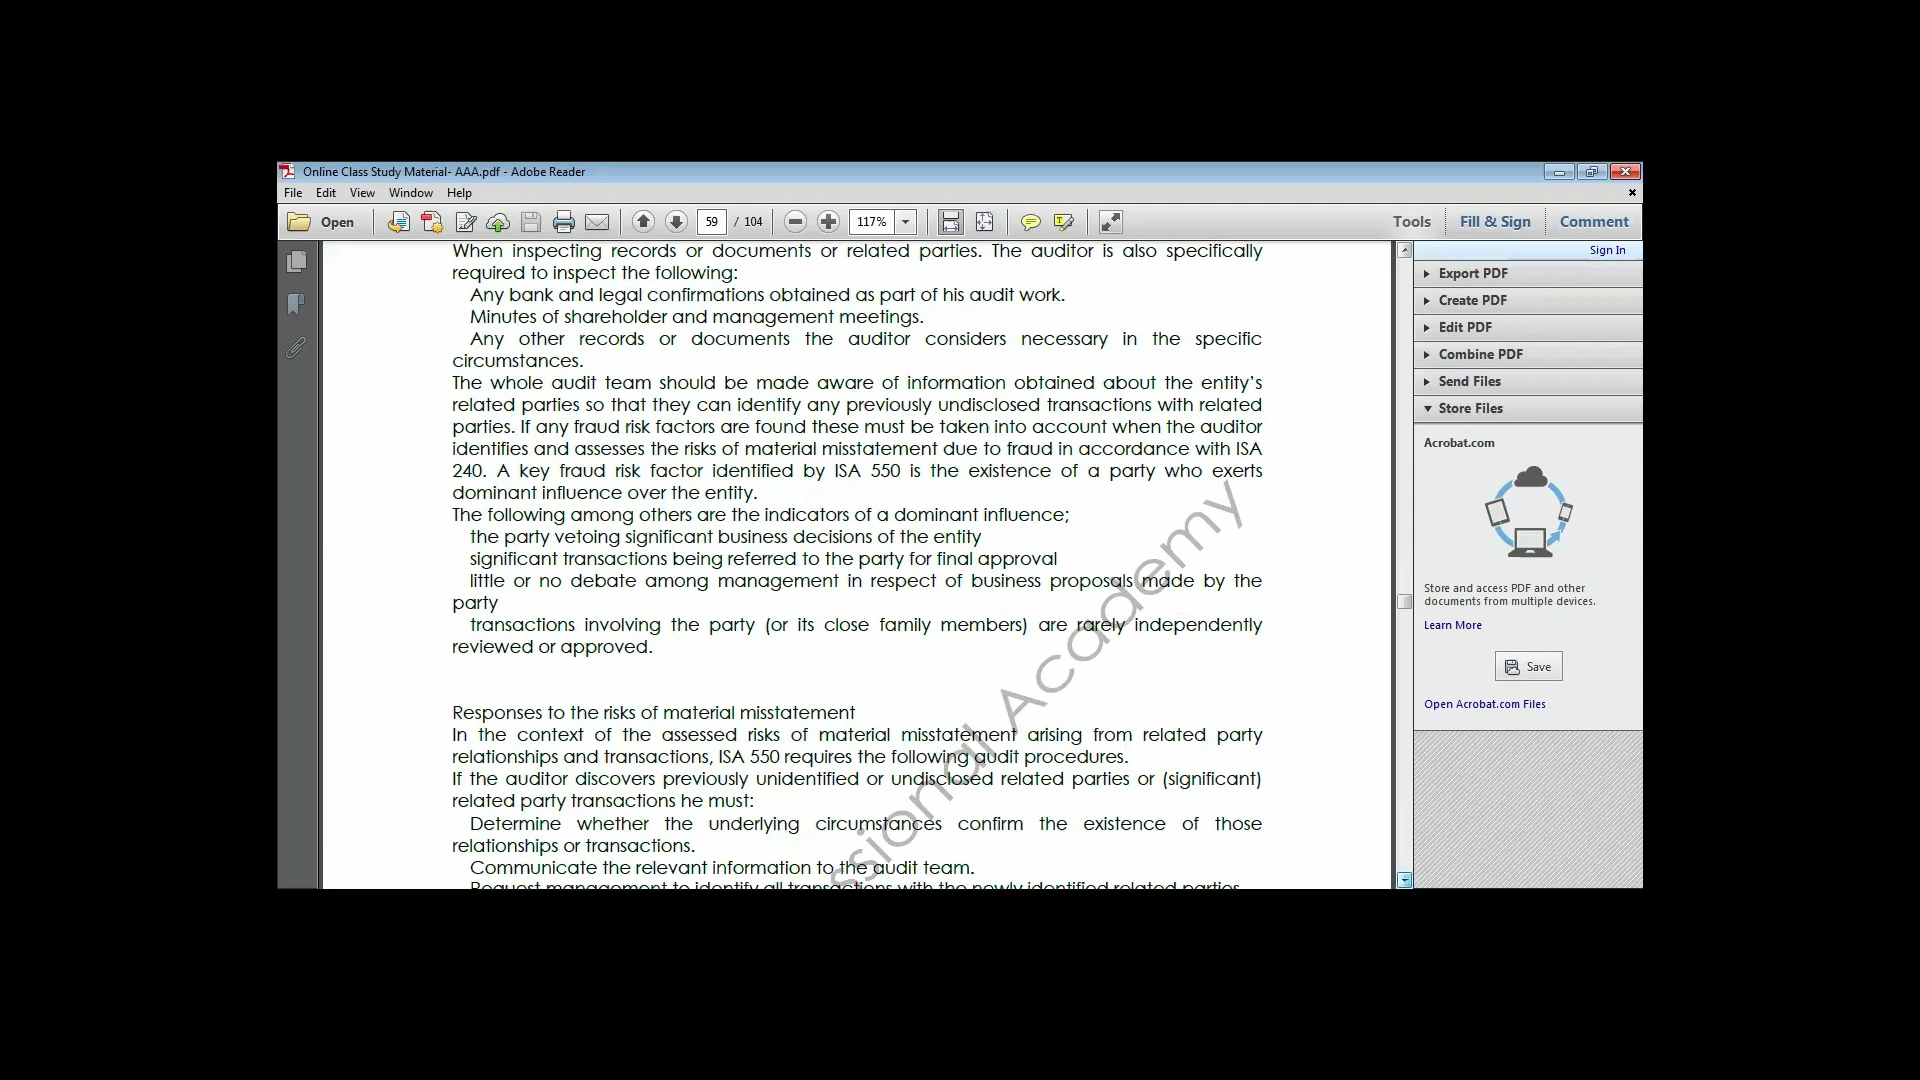 Online Class Study Material- AAA.pdf - Adobe Reader
File Edit View Window Help
Open 59 / 104 117% Tools Fill & Sign Comment
Sign In
Export PDF
Create PDF
Edit PDF
Combine PDF
Send Files
Store Files
Acrobat.com
Store and access PDF and other
documents from multiple devices.
Learn More
Save
Open Acrobat.com Files
When inspecting records or documents or related parties. The auditor is also specifically
required to inspect the following:
Any bank and legal confirmations obtained as part of his audit work.
Minutes of shareholder and management meetings.
Any other records or documents the auditor considers necessary in the specific
circumstances.
The whole audit team should be made aware of information obtained about the entity's
related parties so that they can identify any previously undisclosed transactions with related
parties. If any fraud risk factors are found these must be taken into account when the auditor
identifies and assesses the risks of material misstatement due to fraud in accordance with ISA
240. A key fraud risk factor identified by ISA 550 is the existence of a party who exerts
dominant influence over the entity.
The following among others are the indicators of a dominant influence;
the party vetoing significant business decisions of the entity
significant transactions being referred to the party for final approval
little or no debate among management in respect of business proposals made by the
party
transactions involving the party (or its close family members) are rarely independently
reviewed or approved.
Responses to the risks of material misstatement
In the context of the assessed risks of material misstatement arising from related party
relationships and transactions, ISA 550 requires the following audit procedures.
If the auditor discovers previously unidentified or undisclosed related parties or (significant)
related party transactions he must:
Determine whether the underlying circumstances confirm the existence of those
relationships or transactions.
Communicate the relevant information to the audit team.
Request management to identify all transactions with the newly identified related parties
ssional Academy